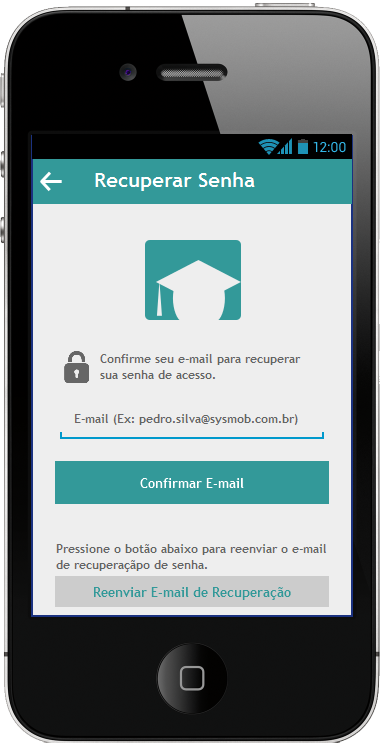 12:00
Recuperar Senha
Confirme seu e-mail para recuperar
sua senha de acesso.
E-mail (Ex: pedro.silva@sysmob.com.br)
Confirmar E-mail
Pressione o botão abaixo para reenviar o e-mail
de recuperaçãpo de senha.
Reenviar E-mail de Recuperação